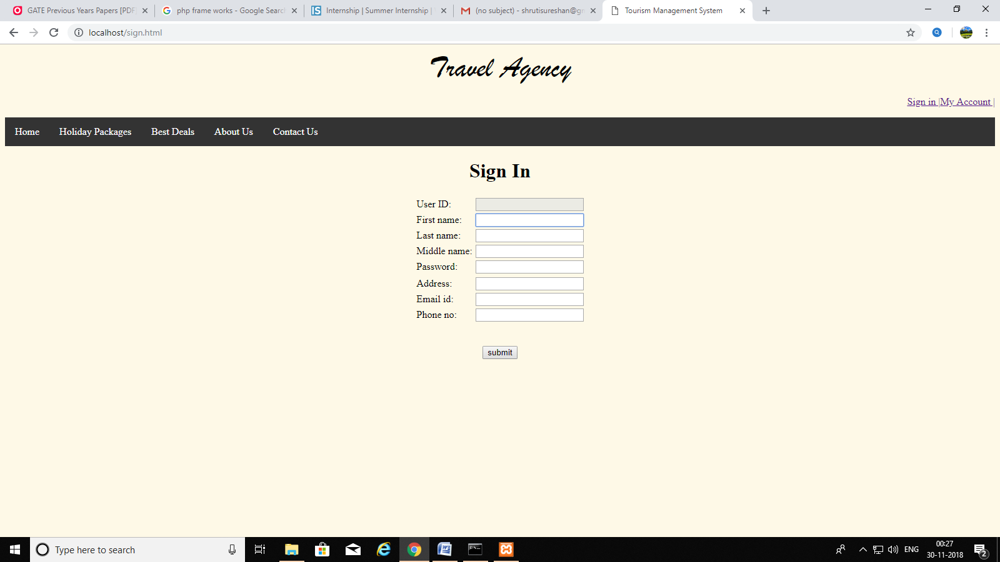 GATE Previous Years Papers [PDF]
php frame works - Google Search
Internship | Summer Internship |
(no subject) - shrutisureshan@gm
Tourism Management System
localhost/sign.html
Travel Agency
Sign in |My Account |
Home Holiday Packages Best Deals About Us Contact Us
Sign In
User ID:
First name:
Last name:
Middle name:
Password:
Address:
Email id:
Phone no:
submit
Type here to search
ENG
00:27
30-11-2018
2